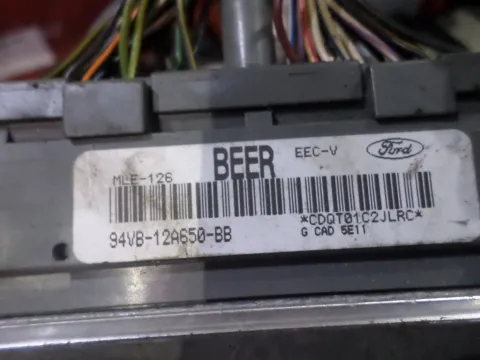 MLE-126 BEER EEC-V Ford
*CDQT01C2JLRC*
94VB-12A650-BB G CAD 5E11